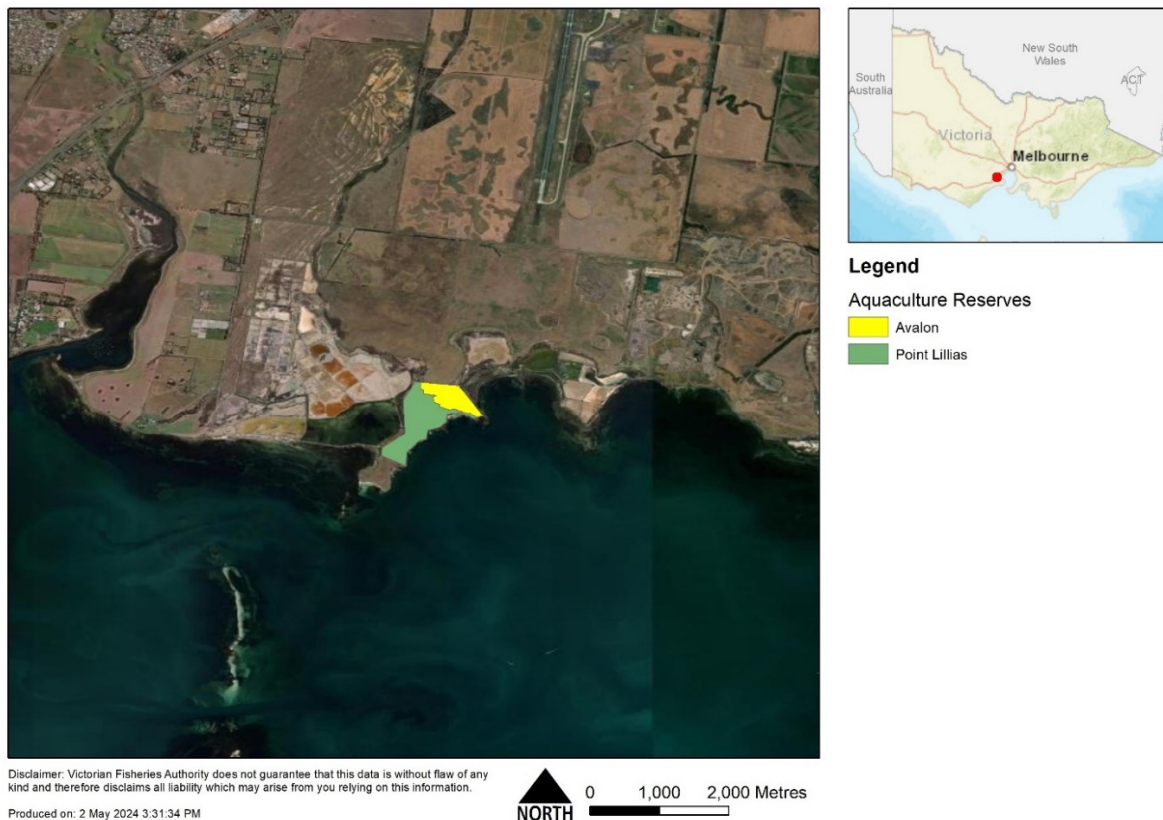 New South
Wales
South
Australia
ACT
Victoria
Melbourne
Legend
Aquaculture Reserves
Avalon
Point Lillias
Disclaimer: Victorian Fisheries Authority does not guarantee that this data is without flaw of any
kind and therefore disclaims all liability which may arise from you relying on this information.
Produced on: 2 May 2024 3:31:34 PM
NORTH
0 1,000 2,000 Metres